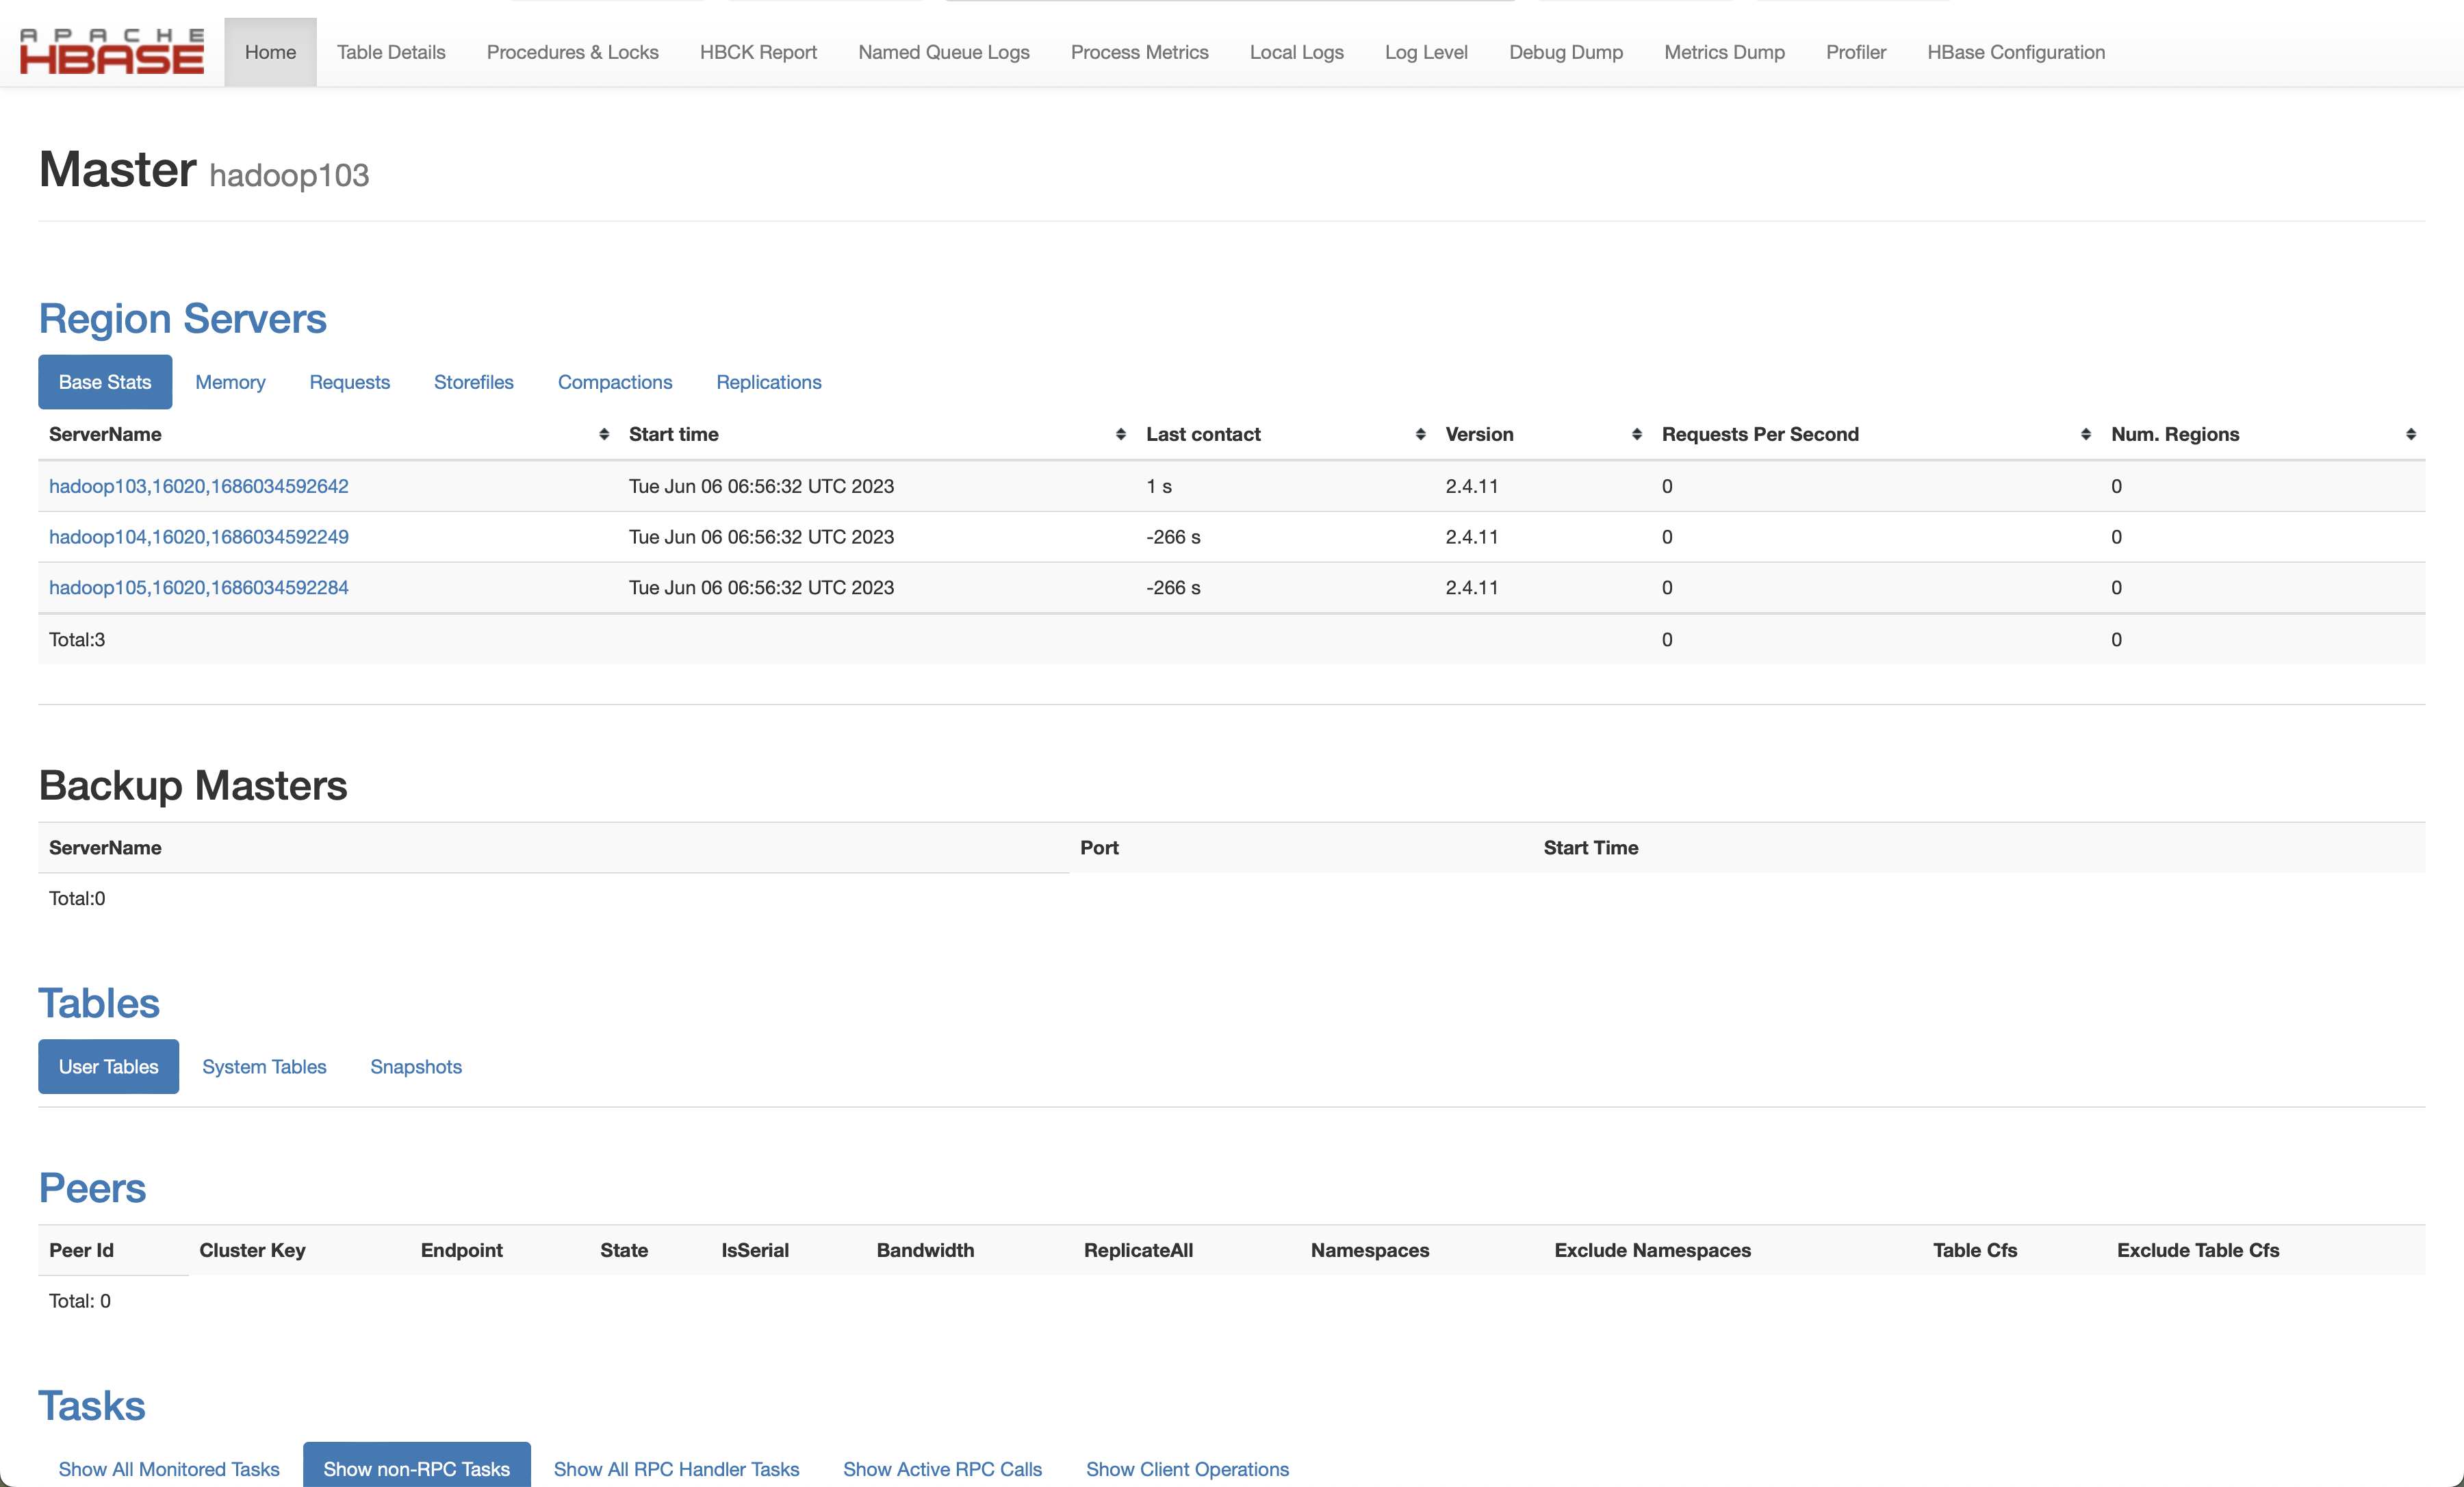 APACHE
HBASE
Home Table Details Procedures & Locks HBCK Report Named Queue Logs Process Metrics Local Logs Log Level Debug Dump Metrics Dump Profiler HBase Configuration
Master hadoop103
Region Servers
Base Stats Memory Requests Storefiles Compactions Replications
ServerName Start time Last contact Version Requests Per Second Num. Regions
hadoop103,16020,1686034592642 Tue Jun 06 06:56:32 UTC 2023 1 s 2.4.11 0 0
hadoop104,16020,1686034592249 Tue Jun 06 06:56:32 UTC 2023 -266 s 2.4.11 0 0
hadoop105,16020,1686034592284 Tue Jun 06 06:56:32 UTC 2023 -266 s 2.4.11 0 0
Total:3 0 0
Backup Masters
ServerName Port Start Time
Total:0
Tables
User Tables System Tables Snapshots
Peers
Peer Id Cluster Key Endpoint State IsSerial Bandwidth ReplicateAll Namespaces Exclude Namespaces Table Cfs Exclude Table Cfs
Total: 0
Tasks
Show All Monitored Tasks Show non-RPC Tasks Show All RPC Handler Tasks Show Active RPC Calls Show Client Operations